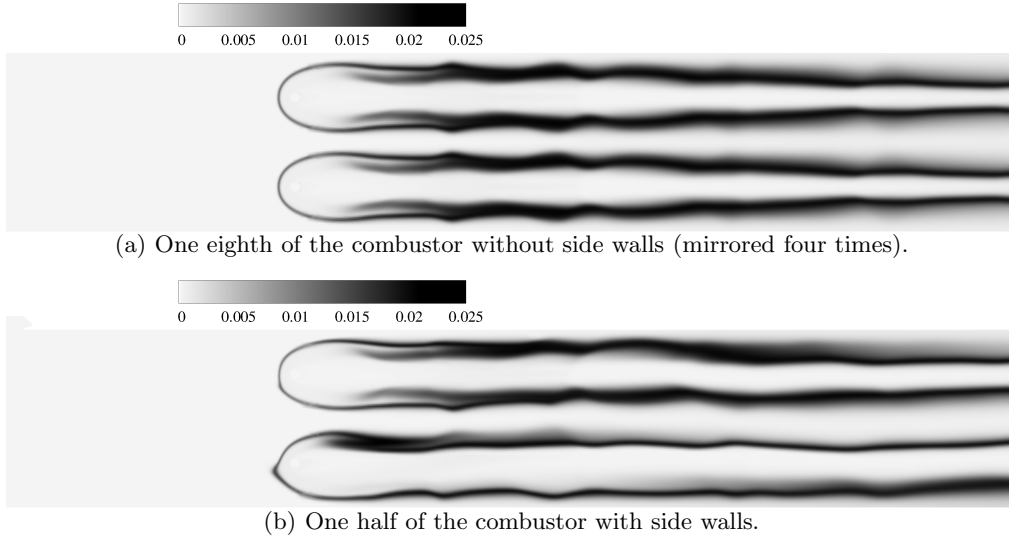 0 0.005 0.01 0.015 0.02 0.025
(a) One eighth of the combustor without side walls (mirrored four times).
0 0.005 0.01 0.015 0.02 0.025
(b) One half of the combustor with side walls.